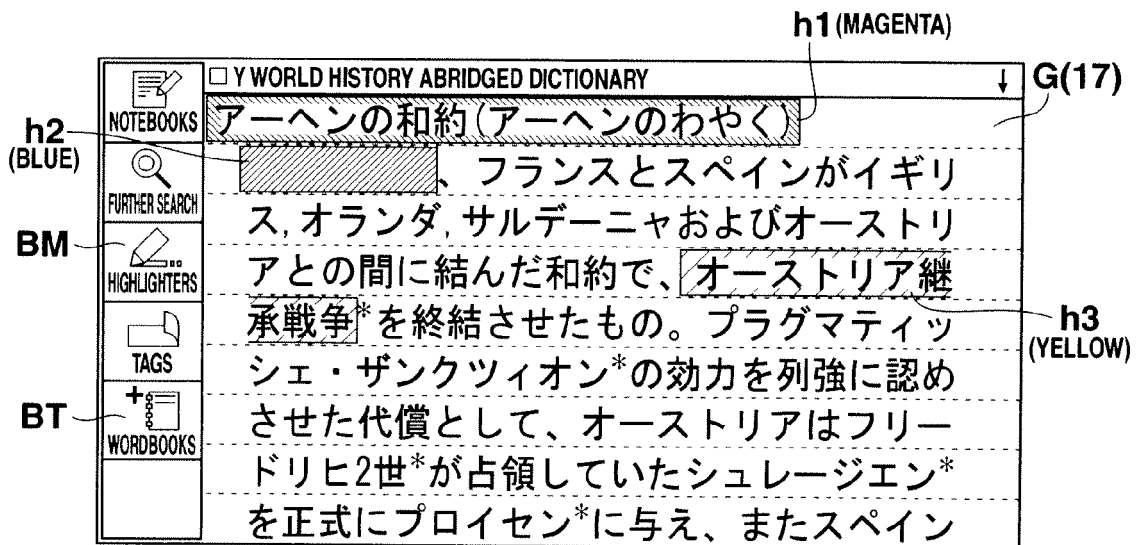 h1 (MAGENTA)
□ Y WORLD HISTORY ABRIDGED DICTIONARY ↓
G(17)
NOTEBOOKS
アーヘンの和約(アーヘンのわやく)
h2
(BLUE)
、フランスとスペインがイギリ
FURTHER SEARCH
ス,オランダ,サルデーニャおよびオーストリ
BM
HIGHLIGHTERS
アとの間に結んだ和約で、オーストリア継
承戦争*を終結させたもの。プラグマティッ
h3
(YELLOW)
TAGS
シェ・ザンクツィオン*の効力を列強に認め
BT
WORDBOOKS
させた代償として、オーストリアはフリー
ドリヒ2世*が占領していたシュレージエン*
を正式にプロイセン*に与え、またスペイン